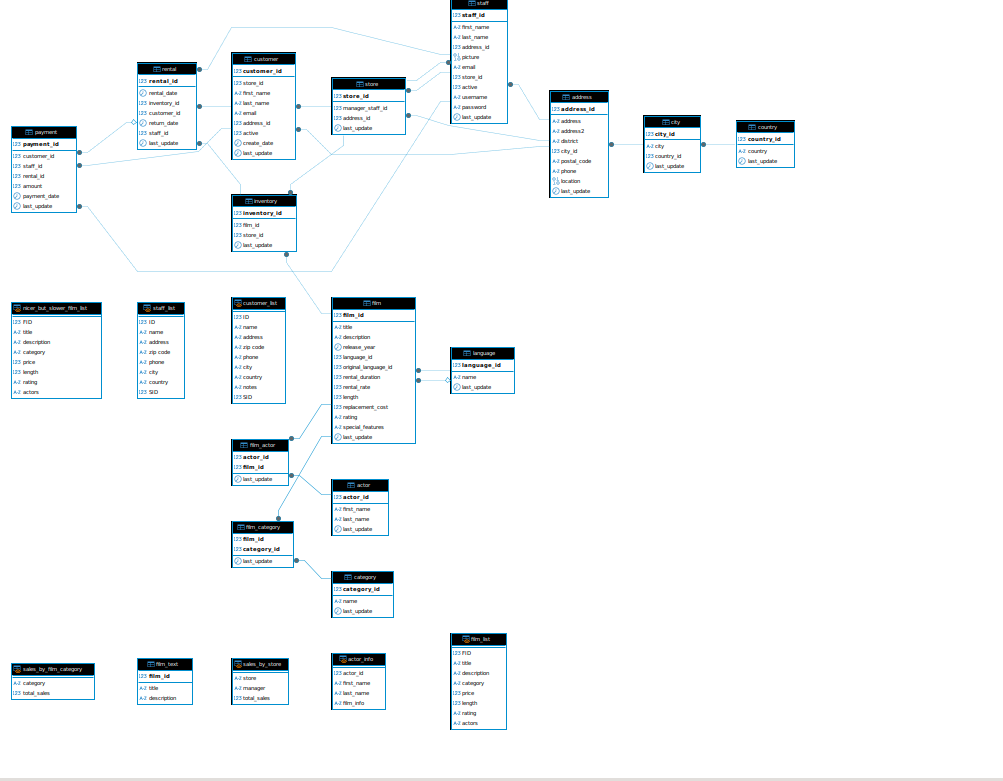 staff
123 staff_id
A-Z first_name
A-Z last_name
123 address_id
picture
A-Z email
123 store_id
123 active
A-Z username
A-Z password
last_update
rental
123 rental_id
rental_date
123 inventory_id
123 customer_id
return_date
123 staff_id
last_update
customer
123 customer_id
123 store_id
A-Z first_name
A-Z last_name
A-Z email
123 address_id
123 active
create_date
last_update
store
123 store_id
123 manager_staff_id
123 address_id
last_update
address
123 address_id
A-Z address
A-Z address2
A-Z district
123 city_id
A-Z postal_code
A-Z phone
location
last_update
city
123 city_id
A-Z city
123 country_id
last_update
country
123 country_id
A-Z country
last_update
payment
123 payment_id
123 customer_id
123 staff_id
123 rental_id
123 amount
payment_date
last_update
inventory
123 inventory_id
123 film_id
123 store_id
last_update
nicer_but_slower_film_list
123 FID
A-Z title
A-Z description
A-Z category
123 price
123 length
A-Z rating
A-Z actors
staff_list
123 ID
A-Z name
A-Z address
A-Z zip code
A-Z phone
A-Z city
A-Z country
123 SID
customer_list
123 ID
A-Z name
A-Z address
A-Z zip code
A-Z phone
A-Z city
A-Z country
A-Z notes
123 SID
film
123 film_id
A-Z title
A-Z description
release_year
123 language_id
123 original_language_id
123 rental_duration
123 rental_rate
123 length
123 replacement_cost
A-Z rating
A-Z special_features
last_update
language
123 language_id
A-Z name
last_update
film_actor
123 actor_id
123 film_id
last_update
actor
123 actor_id
A-Z first_name
A-Z last_name
last_update
film_category
123 film_id
123 category_id
last_update
category
123 category_id
A-Z name
last_update
sales_by_film_category
A-Z category
123 total_sales
film_text
123 film_id
A-Z title
A-Z description
sales_by_store
A-Z store
A-Z manager
123 total_sales
actor_info
123 actor_id
A-Z first_name
A-Z last_name
A-Z film_info
film_list
123 FID
A-Z title
A-Z description
A-Z category
123 price
123 length
A-Z rating
A-Z actors